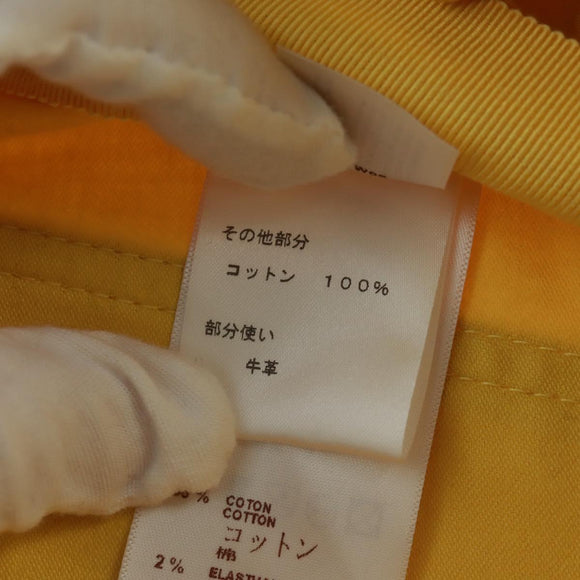 その他部分
コットン １００％
部分使い
牛革
%
COTON
COTTON
コットン
棉
2% ELASTH